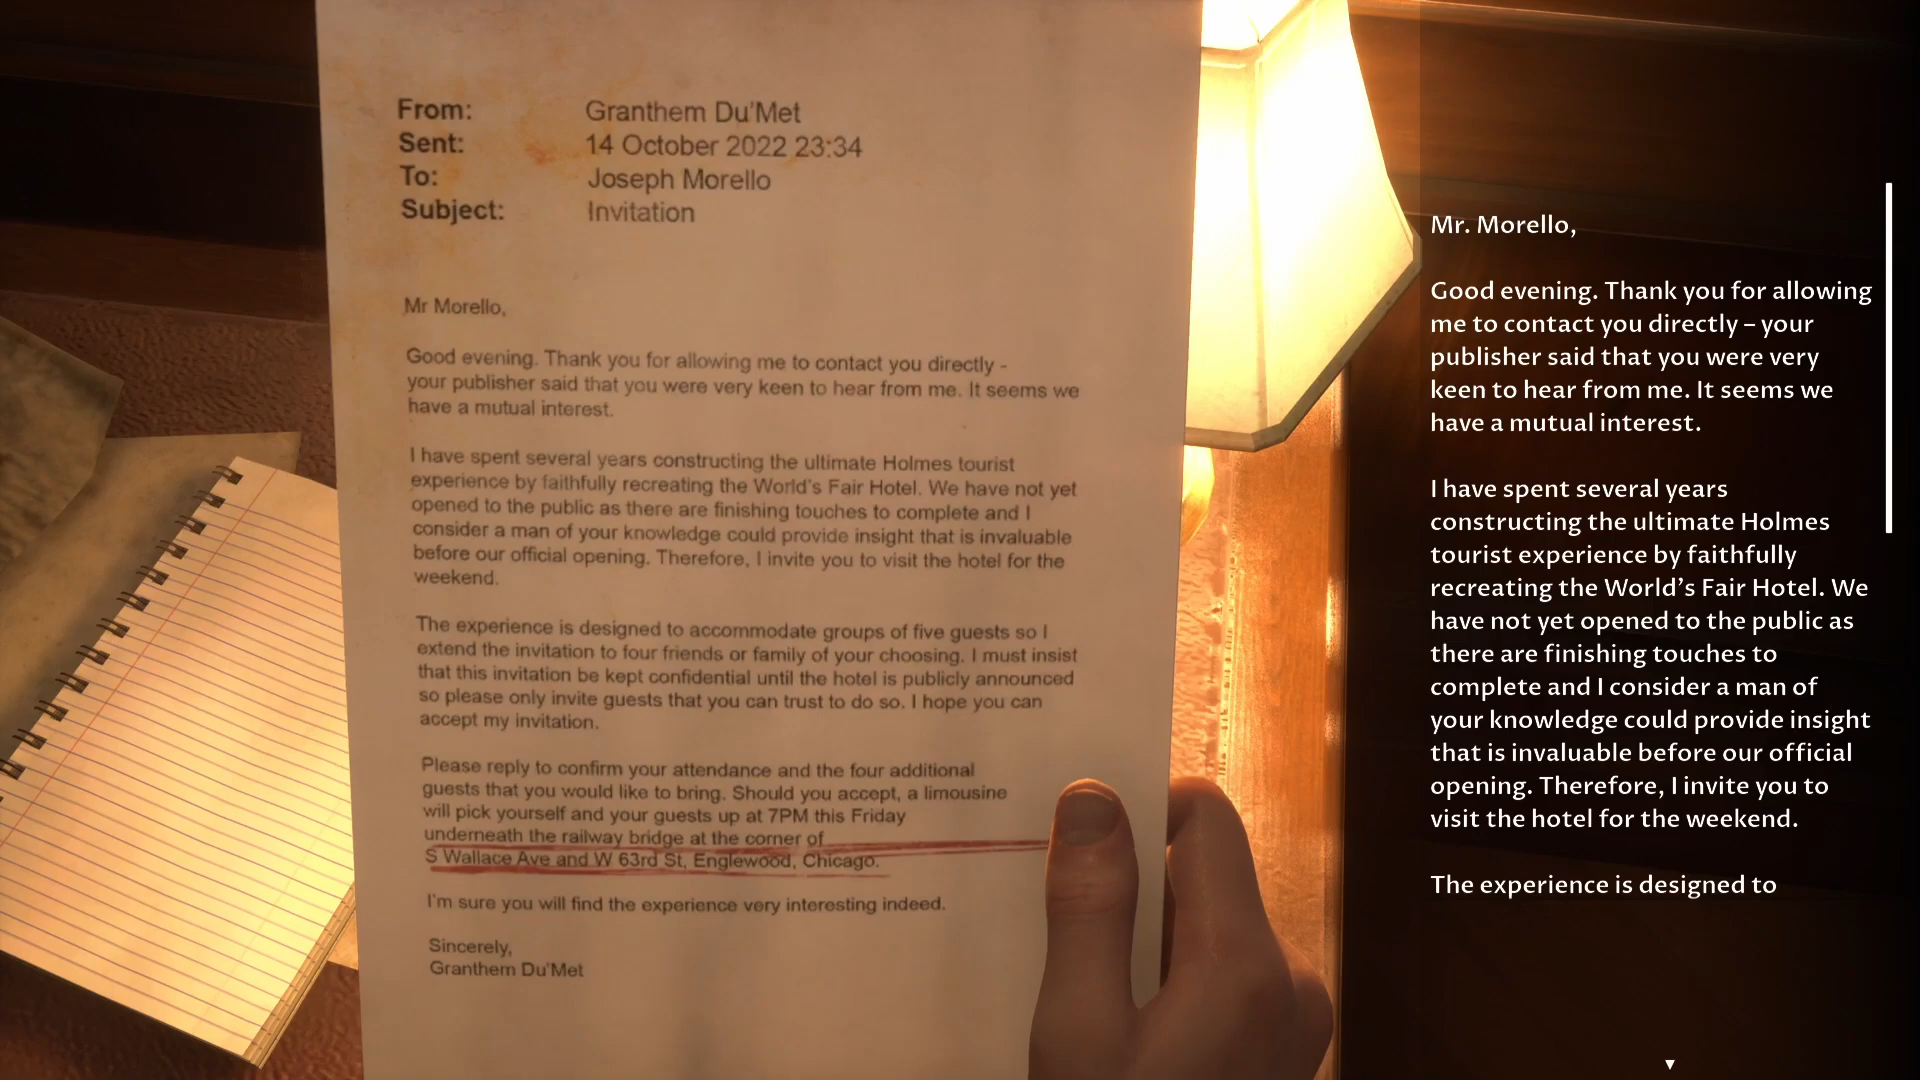 From: Granthem Du'Met
Sent: 14 October 2022 23:34
To: Joseph Morello
Subject: Invitation
Mr Morello,
Good evening. Thank you for allowing me to contact you directly -
your publisher said that you were very keen to hear from me. It seems we
have a mutual interest.
I have spent several years constructing the ultimate Holmes tourist
experience by faithfully recreating the World's Fair Hotel. We have not yet
opened to the public as there are finishing touches to complete and I
consider a man of your knowledge could provide insight that is invaluable
before our official opening. Therefore, I invite you to visit the hotel for the
weekend.
The experience is designed to accommodate groups of five guests so I
extend the invitation to four friends or family of your choosing. I must insist
that this invitation be kept confidential until the hotel is publicly announced
so please only invite guests that you can trust to do so. I hope you can
accept my invitation.
Please reply to confirm your attendance and the four additional
guests that you would like to bring. Should you accept, a limousine
will pick yourself and your guests up at 7PM this Friday
underneath the railway bridge at the corner of
S Wallace Ave and W 63rd St, Englewood, Chicago.
I'm sure you will find the experience very interesting indeed.
Sincerely,
Granthem Du'Met
Mr. Morello,
Good evening. Thank you for allowing
me to contact you directly – your
publisher said that you were very
keen to hear from me. It seems we
have a mutual interest.
I have spent several years
constructing the ultimate Holmes
tourist experience by faithfully
recreating the World's Fair Hotel. We
have not yet opened to the public as
there are finishing touches to
complete and I consider a man of
your knowledge could provide insight
that is invaluable before our official
opening. Therefore, I invite you to
visit the hotel for the weekend.
The experience is designed to